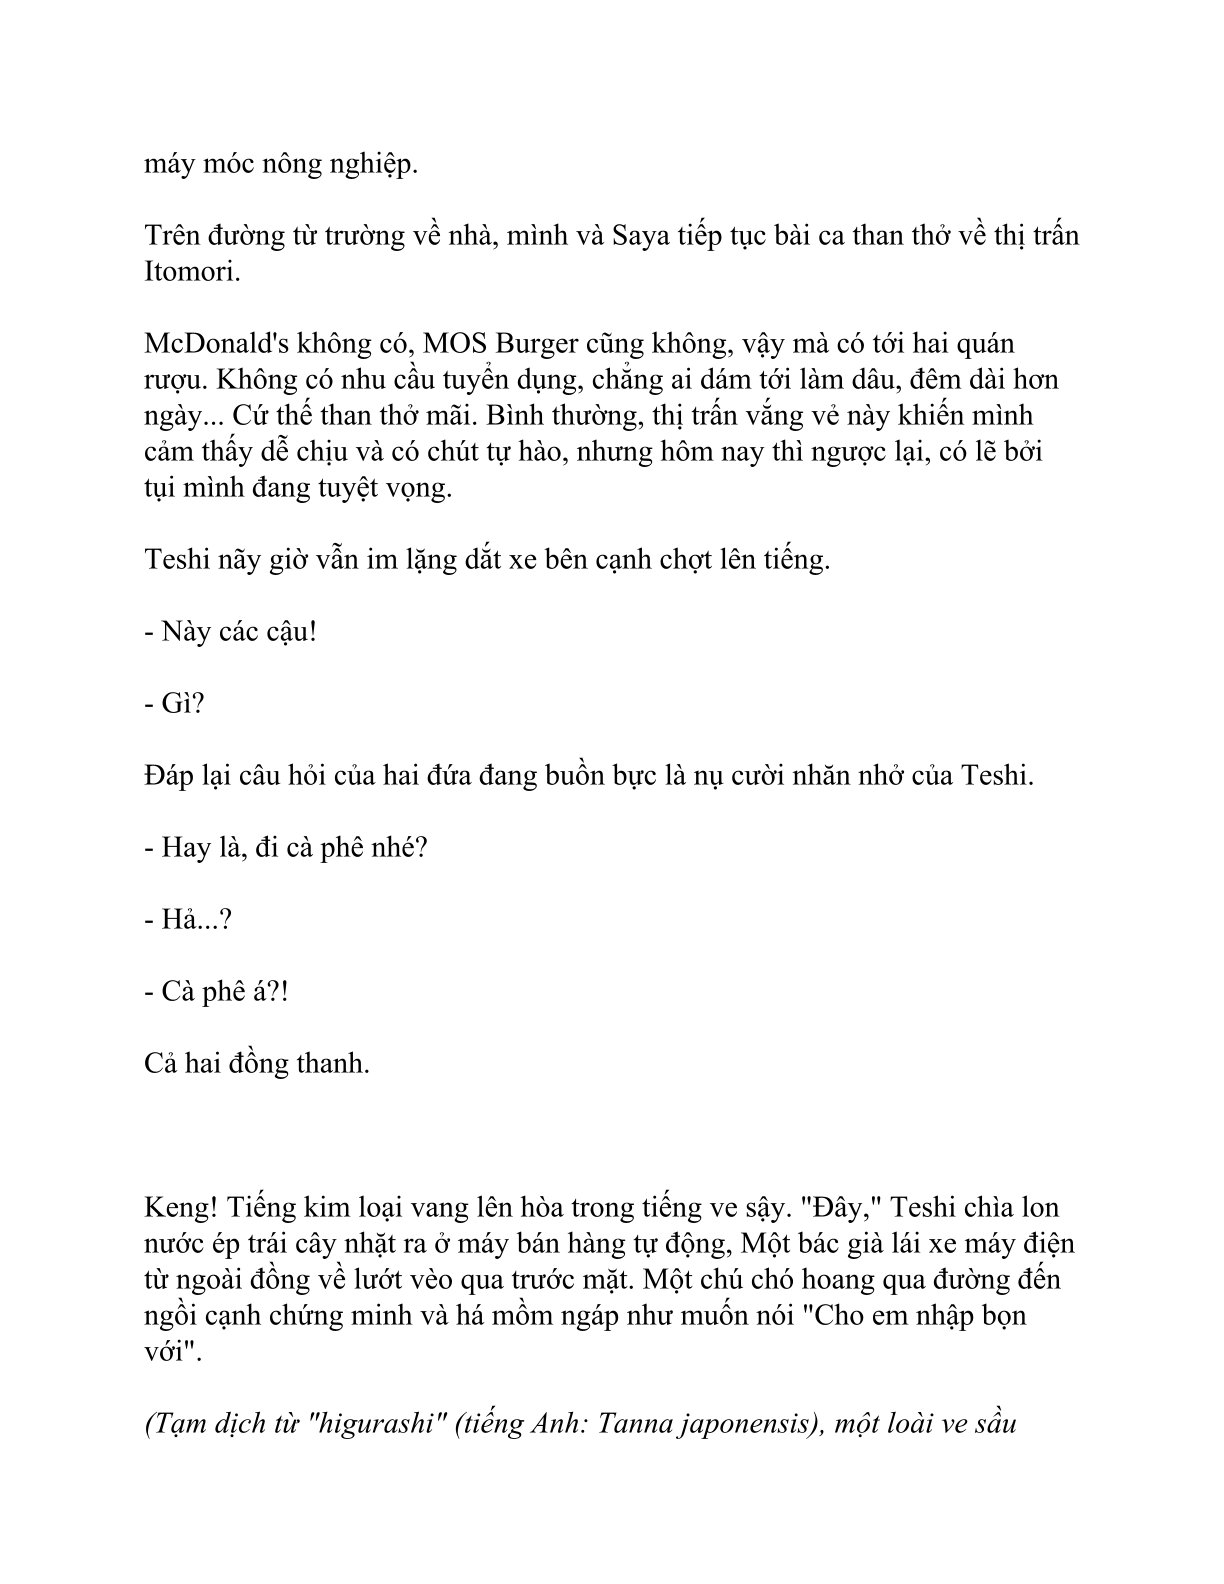 máy móc nông nghiệp.
Trên đường từ trường về nhà, mình và Saya tiếp tục bài ca than thở về thị trấn
Itomori.
McDonald's không có, MOS Burger cũng không, vậy mà có tới hai quán
rượu. Không có nhu cầu tuyển dụng, chẳng ai dám tới làm dâu, đêm dài hơn
ngày... Cứ thế than thở mãi. Bình thường, thị trấn vắng vẻ này khiến mình
cảm thấy dễ chịu và có chút tự hào, nhưng hôm nay thì ngược lại, có lẽ bởi
tụi mình đang tuyệt vọng.
Teshi nãy giờ vẫn im lặng dắt xe bên cạnh chợt lên tiếng.
- Này các cậu!
- Gì?
Đáp lại câu hỏi của hai đứa đang buồn bực là nụ cười nhăn nhở của Teshi.
- Hay là, đi cà phê nhé?
- Hả...?
- Cà phê á?!
Cả hai đồng thanh.
Keng! Tiếng kim loại vang lên hòa trong tiếng ve sậy. "Đây," Teshi chìa lon
nước ép trái cây nhặt ra ở máy bán hàng tự động, Một bác già lái xe máy điện
từ ngoài đồng về lướt vèo qua trước mặt. Một chú chó hoang qua đường đến
ngồi cạnh chứng minh và há mồm ngáp như muốn nói "Cho em nhập bọn
với".
(Tạm dịch từ "higurashi" (tiếng Anh: Tanna japonensis), một loài ve sầu